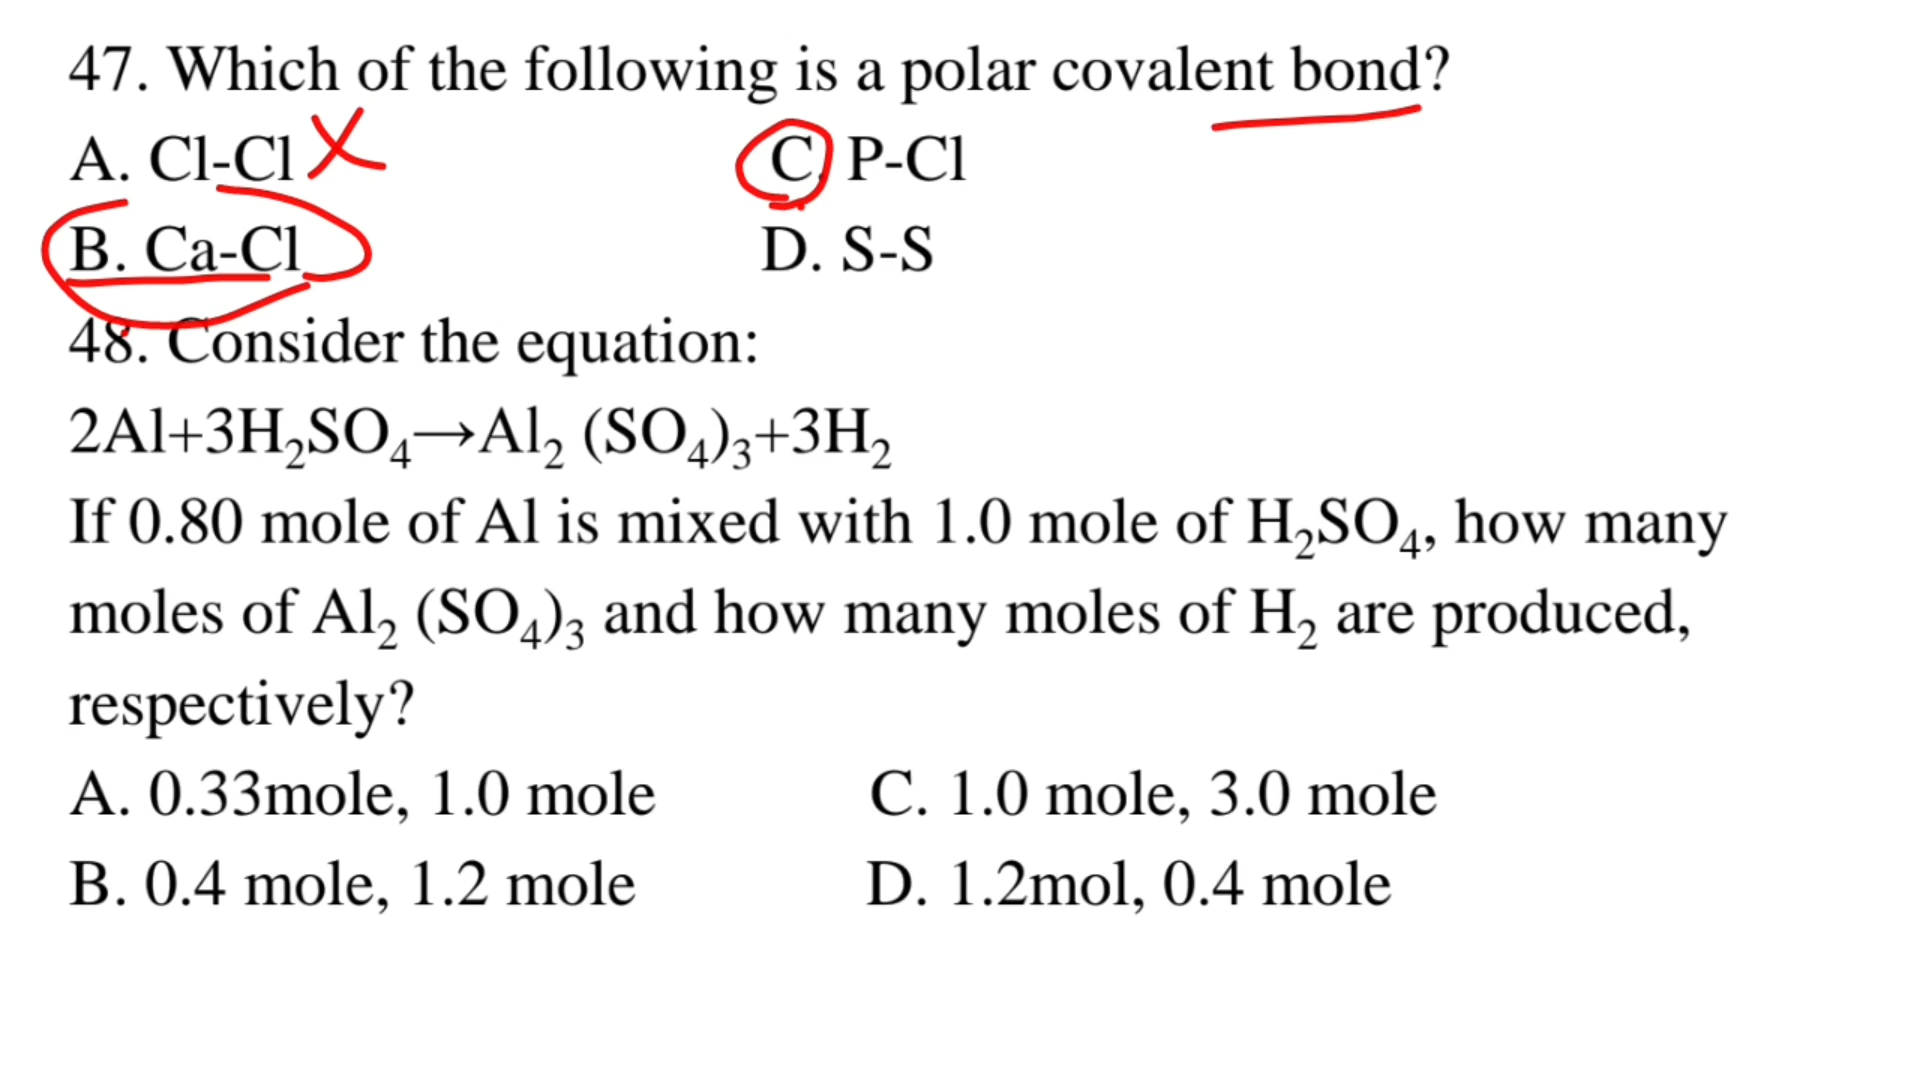 47. Which of the following is a polar covalent bond?
A. Cl-Cl C. P-Cl
B. Ca-Cl D. S-S
48. Consider the equation:
2Al+3H₂SO₄→Al₂ (SO₄)₃+3H₂
If 0.80 mole of Al is mixed with 1.0 mole of H₂SO₄, how many
moles of Al₂ (SO₄)₃ and how many moles of H₂ are produced,
respectively?
A. 0.33mole, 1.0 mole C. 1.0 mole, 3.0 mole
B. 0.4 mole, 1.2 mole D. 1.2mol, 0.4 mole